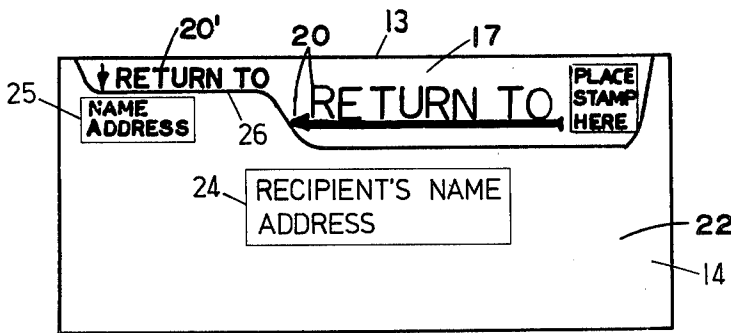 20' 20 13 17
RETURN TO
25
NAME
ADDRESS
26
RETURN TO
PLACE
STAMP
HERE
24
RECIPIENT'S NAME
ADDRESS
22
14